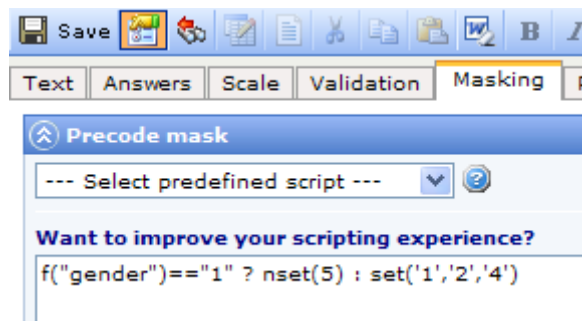 Save B I
Text Answers Scale Validation Masking
Precode mask
--- Select predefined script ---
Want to improve your scripting experience?
f("gender")=="1" ? nset(5) : set('1','2','4')